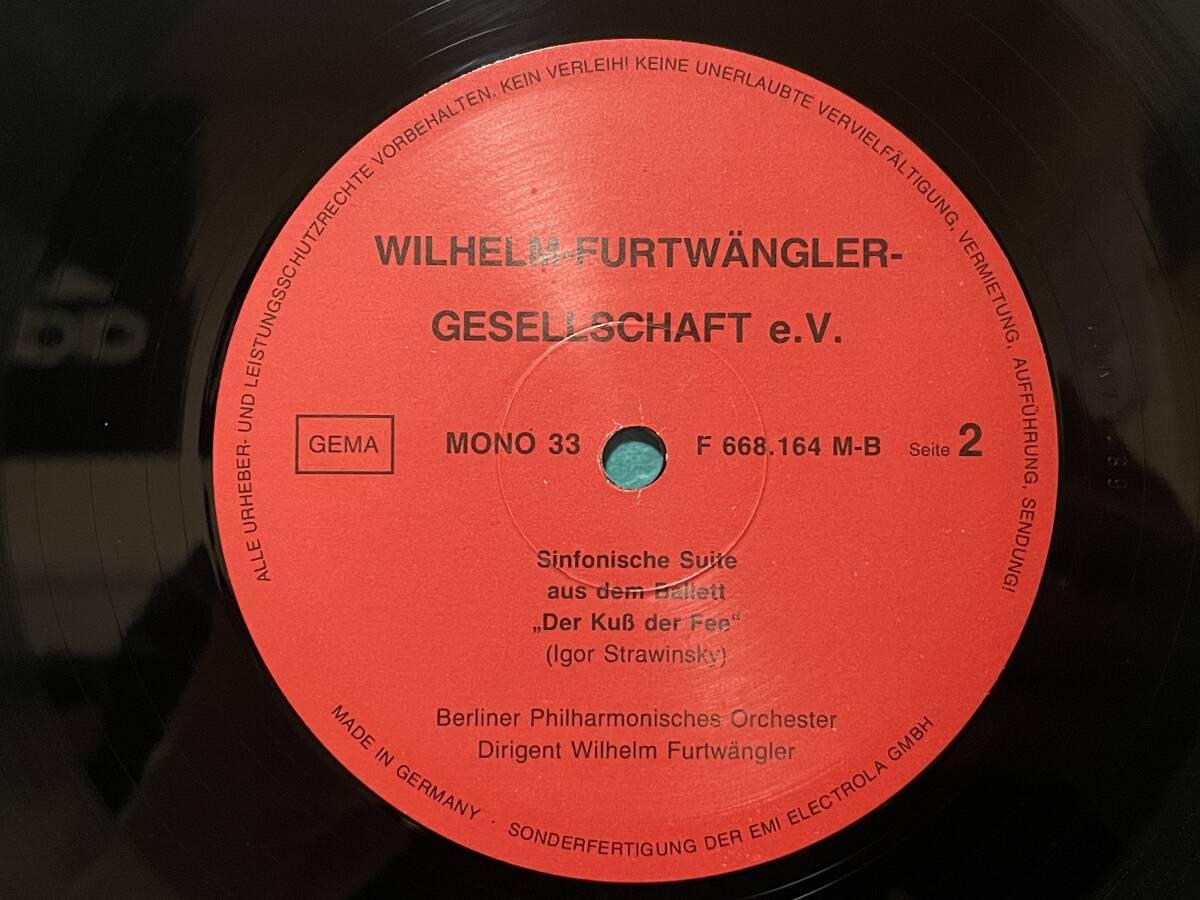 ALLE URHEBER- UND LEISTUNGSSCHUTZRECHTE VORBEHALTEN. KEIN VERLEIH! KEINE UNERLAUBTE VERVIELFÄLTIGUNG, VERMIETUNG, AUFFÜHRUNG, SENDUNG!
WILHELM-FURTWÄNGLER-
GESELLSCHAFT e.V.
GEMA
MONO 33
F 668.164 M-B
Seite 2
Sinfonische Suite
aus dem Ballett
„Der Kuß der Fee“
(Igor Strawinsky)
Berliner Philharmonisches Orchester
Dirigent Wilhelm Furtwängler
MADE IN GERMANY · SONDERFERTIGUNG DER EMI ELECTROLA GMBH